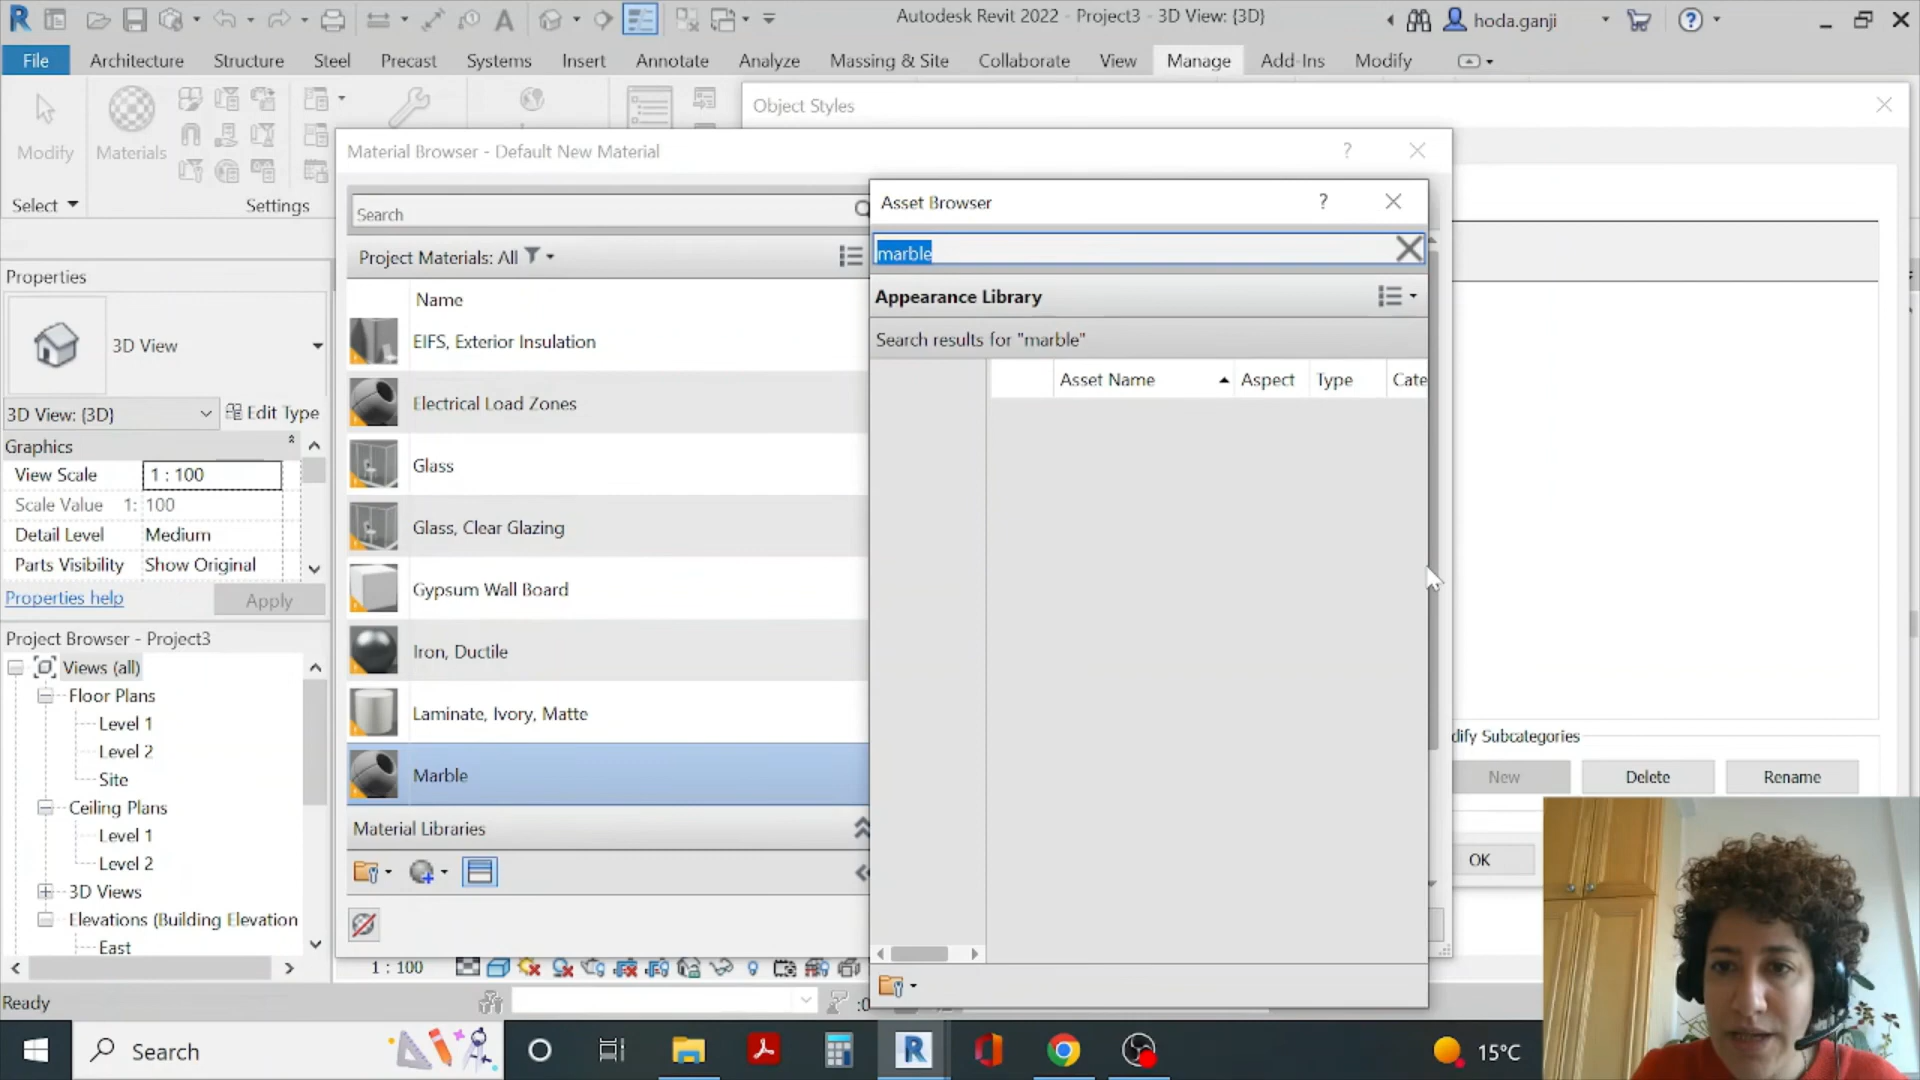 Autodesk Revit 2022 - Project3 - 3D View: {3D}
hoda.ganji
File Architecture Structure Steel Precast Systems Insert Annotate Analyze Massing & Site Collaborate View Manage Add-Ins Modify
Modify
Materials
Select
Settings
Object Styles
Material Browser - Default New Material
Search
Project Materials: All
Name
EIFS, Exterior Insulation
Electrical Load Zones
Glass
Glass, Clear Glazing
Gypsum Wall Board
Iron, Ductile
Laminate, Ivory, Matte
Marble
Material Libraries
Asset Browser
marble
Appearance Library
Search results for "marble"
Asset Name Aspect Type Cate
Properties
3D View
3D View: {3D}
Edit Type
Graphics
View Scale 1 : 100
Scale Value 1: 100
Detail Level Medium
Parts Visibility Show Original
Properties help
Apply
Project Browser - Project3
Views (all)
Floor Plans
Level 1
Level 2
Site
Ceiling Plans
Level 1
Level 2
3D Views
Elevations (Building Elevation
East
dify Subcategories
New Delete Rename
OK
1 : 100
Ready
:0
Search
15°C